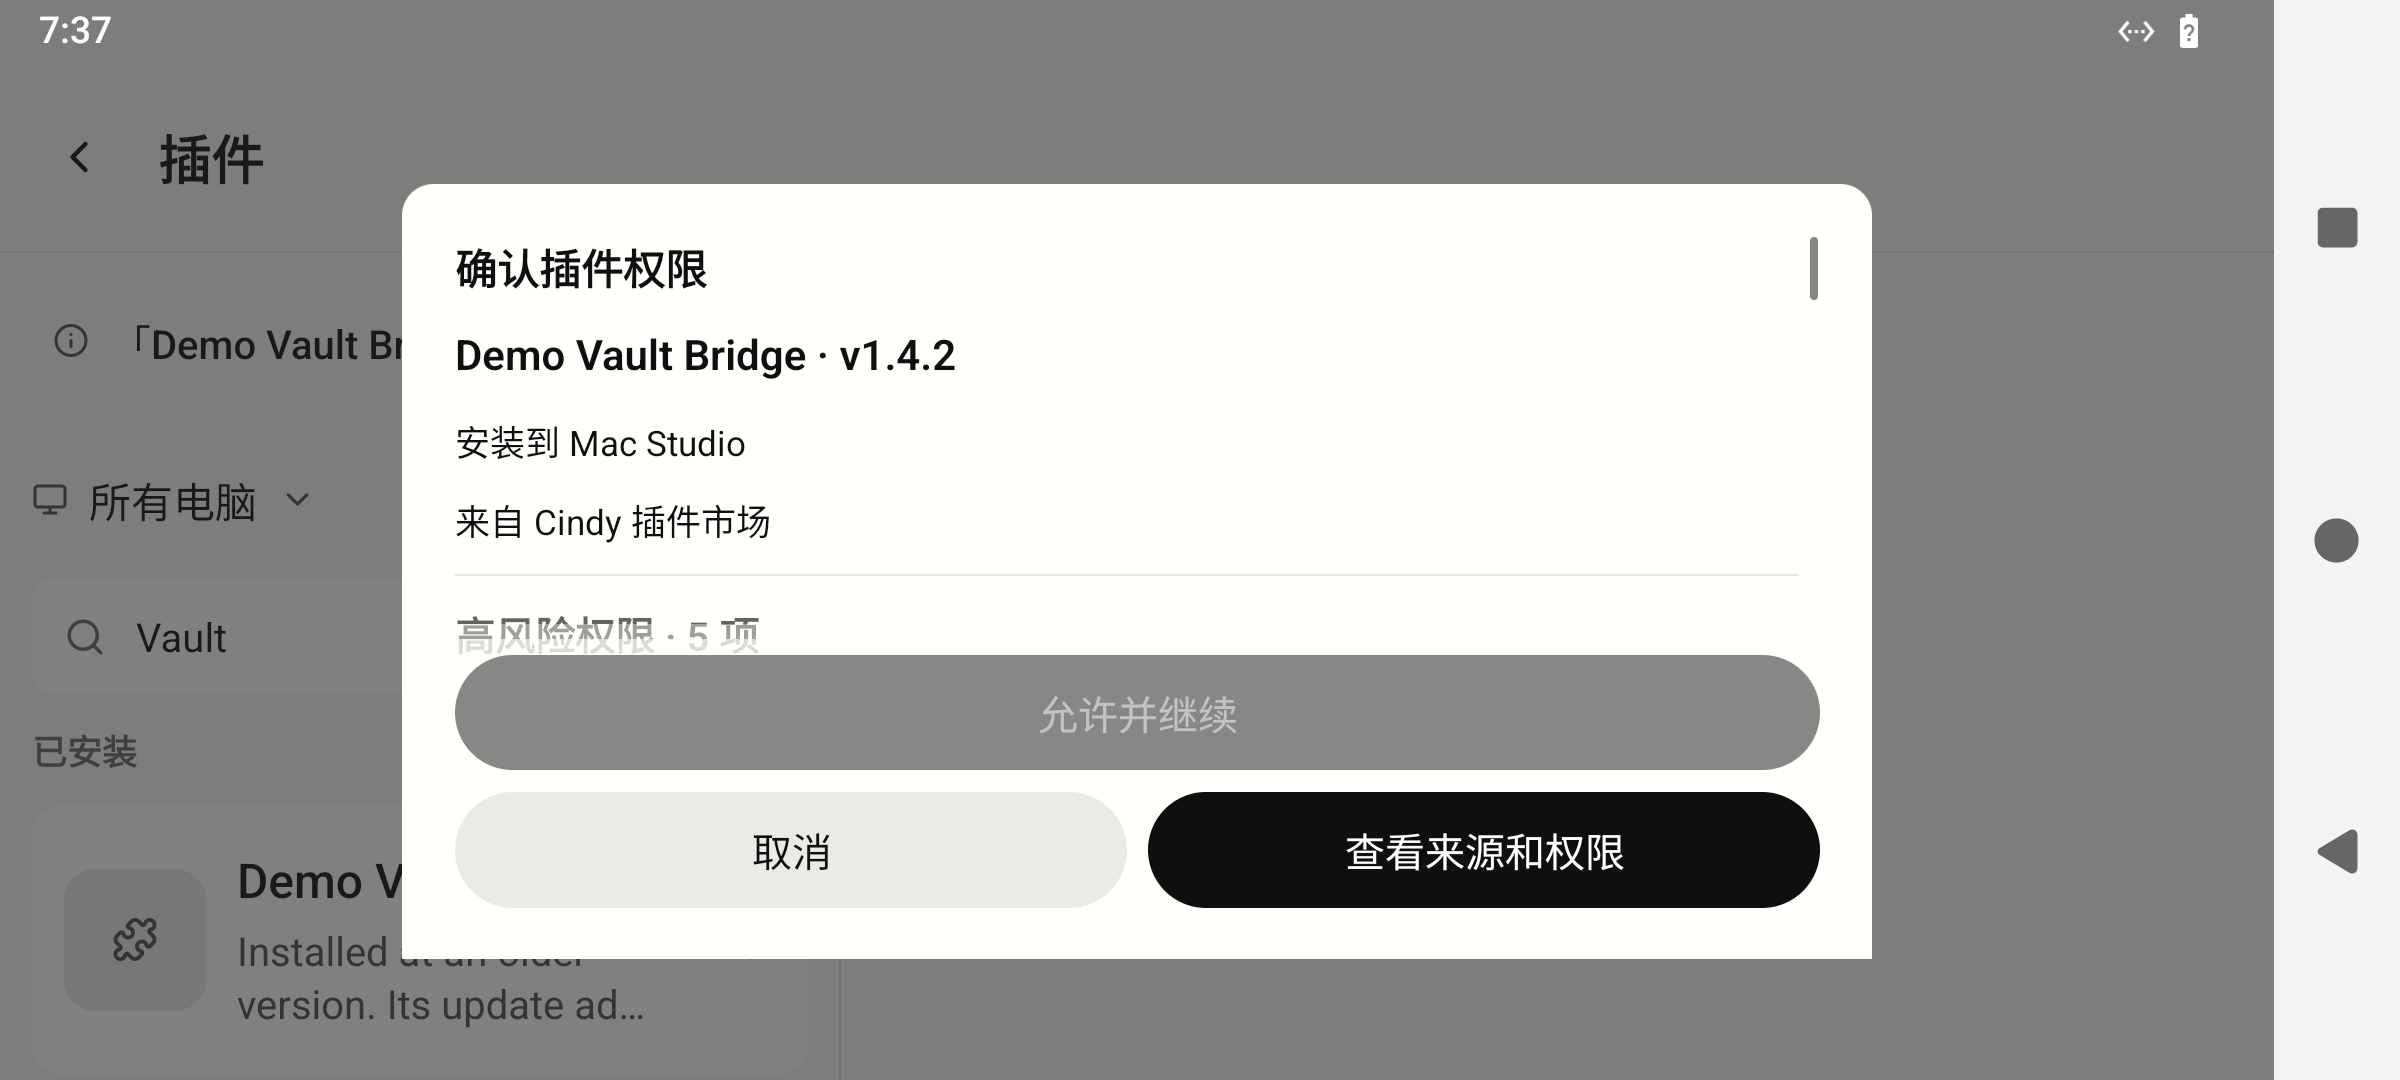 7:37
插件
「Demo Vault Br
所有电脑
Vault
已安装
Demo V
Installed at an older
version. Its update ad...
确认插件权限
Demo Vault Bridge · v1.4.2
安装到 Mac Studio
来自 Cindy 插件市场
高风险权限 · 5 项
允许并继续
取消
查看来源和权限